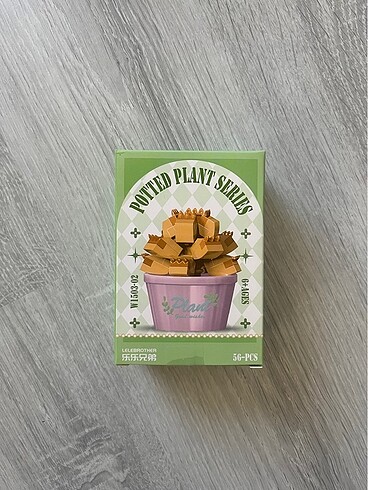 POTTED PLANT SERIES
W1503-02
6+AGES
Plant
LELEBROTHER
乐乐兄弟
56-PCS